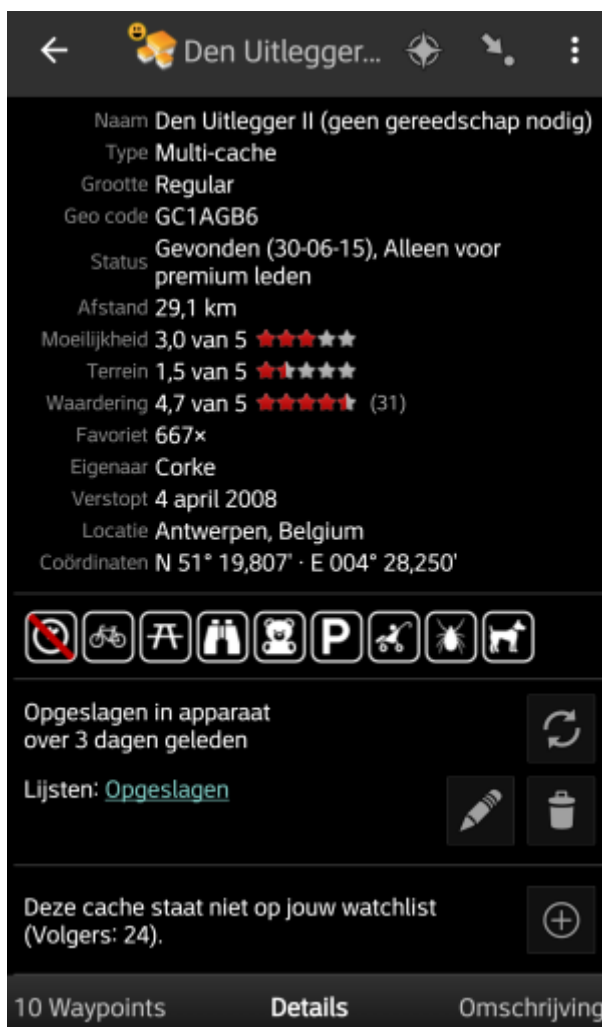 Den Uitlegger...
Naam Den Uitlegger II (geen gereedschap nodig)
Type Multi-cache
Grootte Regular
Geo code GC1AGB6
Status Gevonden (30-06-15), Alleen voor
premium leden
Afstand 29,1 km
Moeilijkheid 3,0 van 5
Terrein 1,5 van 5
Waardering 4,7 van 5 (31)
Favoriet 667×
Eigenaar Corke
Verstopt 4 april 2008
Locatie Antwerpen, Belgium
Coördinaten N 51° 19,807' · E 004° 28,250'
P
Opgeslagen in apparaat
over 3 dagen geleden
Lijsten: Opgeslagen
Deze cache staat niet op jouw watchlist
(Volgers: 24).
10 Waypoints Details Omschrijving